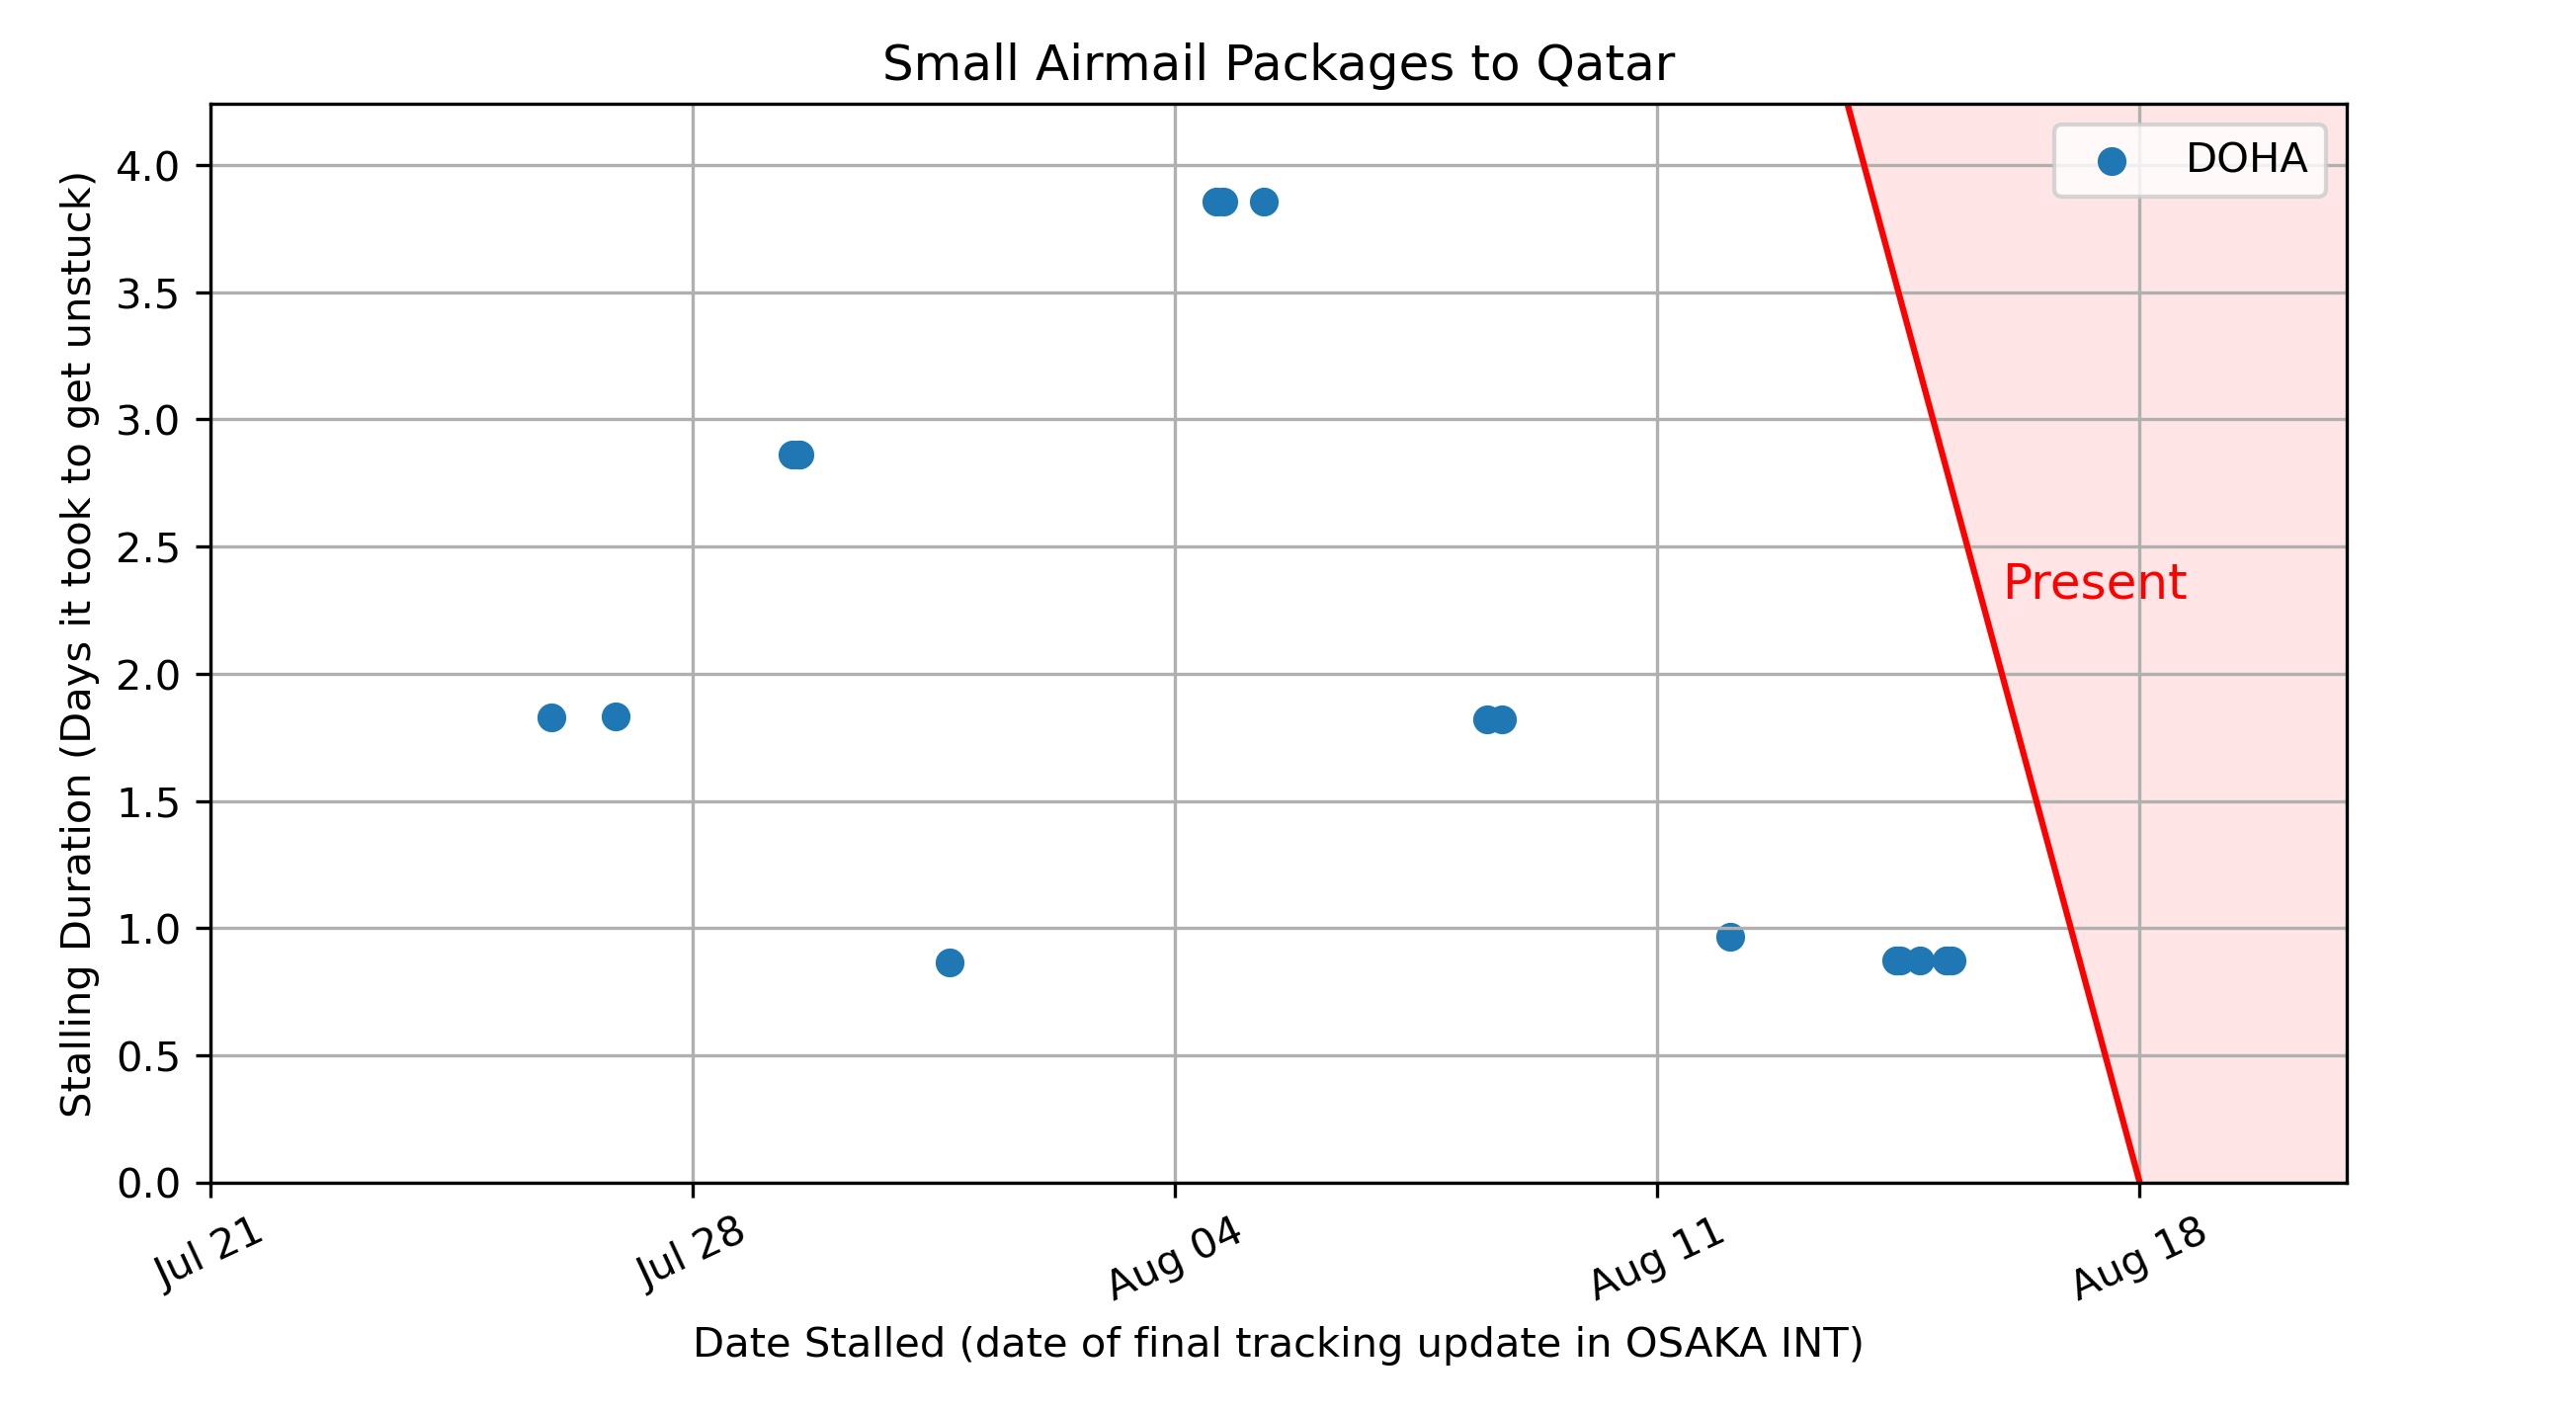 Small Airmail Packages to Qatar
DOHA
Present
Stalling Duration (Days it took to get unstuck)
4.0
3.5
3.0
2.5
2.0
1.5
1.0
0.5
0.0
Jul 21
Jul 28
Aug 04
Aug 11
Aug 18
Date Stalled (date of final tracking update in OSAKA INT)